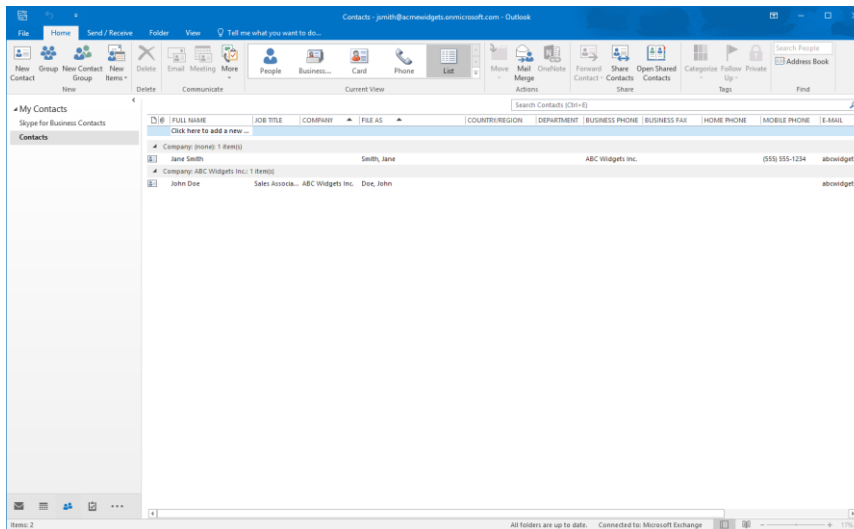 Contacts - jsmith@acmewidgets.onmicrosoft.com - Outlook
File Home Send / Receive Folder View Tell me what you want to do...
New Contact
Group
New Contact Group
New Items
Delete
Email
Meeting
More
People
Business...
Card
Phone
List
Move
Mail Merge
OneNote
Forward Contact
Share Contacts
Open Shared Contacts
Categorize
Follow Up
Private
Search People
Address Book
New Delete Communicate Current View Actions Share Tags Find
My Contacts
Skype for Business Contacts
Contacts
Search Contacts (Ctrl+E)
FULL NAME JOB TITLE COMPANY FILE AS COUNTRY/REGION DEPARTMENT BUSINESS PHONE BUSINESS FAX HOME PHONE MOBILE PHONE E-MAIL
Click here to add a new ...
Company: (none): 1 item(s)
Jane Smith Smith, Jane ABC Widgets Inc. (555) 555-1234 abcwidget
Company: ABC Widgets Inc.: 1 item(s)
John Doe Sales Associa... ABC Widgets Inc. Doe, John abcwidget
Items: 2 All folders are up to date. Connected to: Microsoft Exchange